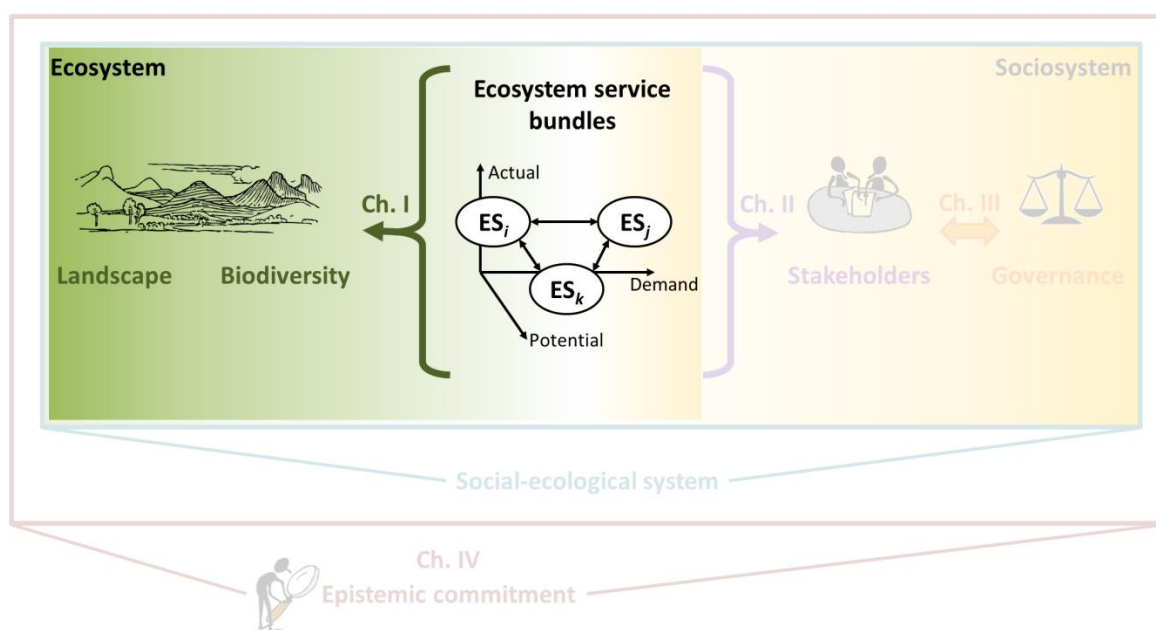 Ecosystem
Sociosystem
Ecosystem service
bundles
Actual
Ch. I
ESi
ESj
Ch. II
Ch. III
Landscape
Biodiversity
ESk
Demand
Stakeholders
Governance
Potential
Social-ecological system
Ch. IV
Epistemic commitment